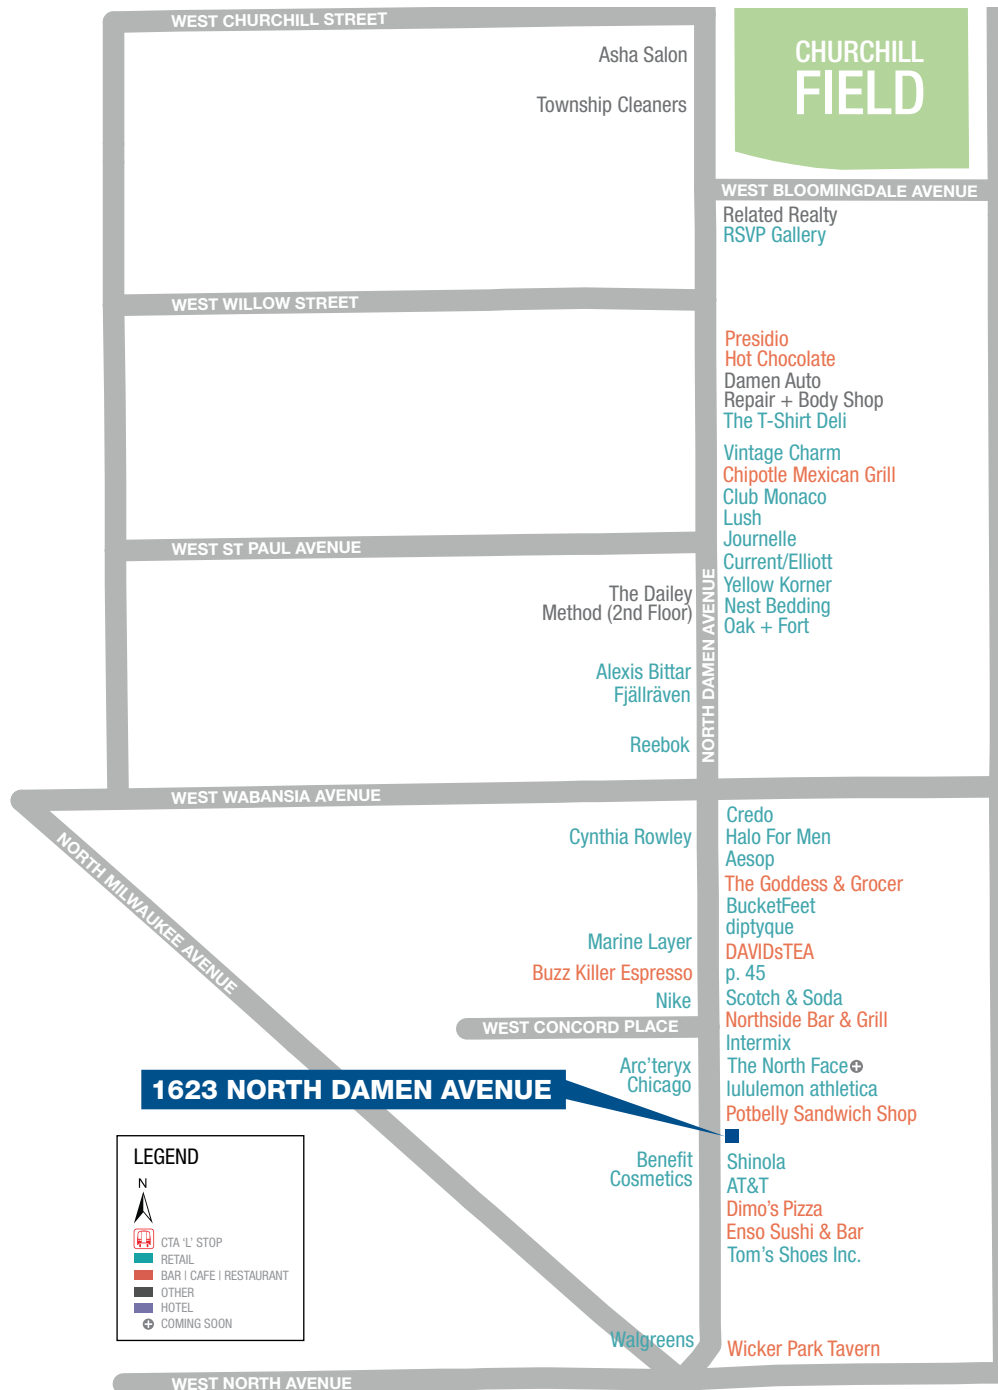 WEST CHURCHILL STREET
Asha Salon
Township Cleaners
CHURCHILL
FIELD
WEST BLOOMINGDALE AVENUE
Related Realty
RSVP Gallery
WEST WILLOW STREET
Presidio
Hot Chocolate
Damen Auto
Repair + Body Shop
The T-Shirt Deli
Vintage Charm
Chipotle Mexican Grill
Club Monaco
Lush
Journelle
Current/Elliott
Yellow Korner
Nest Bedding
Oak + Fort
WEST ST PAUL AVENUE
The Dailey
Method (2nd Floor)
Alexis Bittar
Fjällräven
Reebok
NORTH DAMEN AVENUE
WEST WABANSIA AVENUE
NORTH MILWAUKEE AVENUE
Cynthia Rowley
Marine Layer
Buzz Killer Espresso
Nike
Credo
Halo For Men
Aesop
The Goddess & Grocer
BucketFeet
diptyque
DAVIDsTEA
p. 45
Scotch & Soda
Northside Bar & Grill
Intermix
The North Face
lululemon athletica
Potbelly Sandwich Shop
WEST CONCORD PLACE
Arc'teryx
Chicago
1623 NORTH DAMEN AVENUE
Benefit
Cosmetics
Shinola
AT&T
Dimo's Pizza
Enso Sushi & Bar
Tom's Shoes Inc.
LEGEND
N
CTA 'L' STOP
RETAIL
BAR | CAFE | RESTAURANT
OTHER
HOTEL
COMING SOON
Walgreens
Wicker Park Tavern
WEST NORTH AVENUE